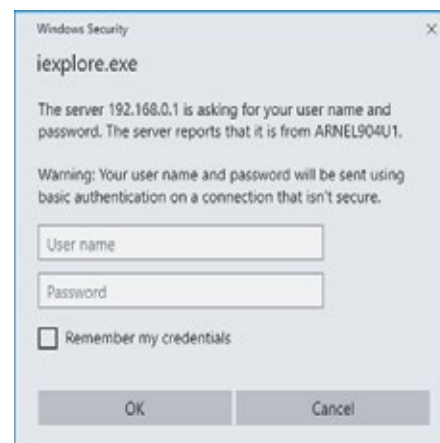 Windows Security
iexplore.exe
The server 192.168.0.1 is asking for your user name and
password. The server reports that it is from ARNEL904U1.
Warning: Your user name and password will be sent using
basic authentication on a connection that isn't secure.
User name
Password
Remember my credentials
OK Cancel